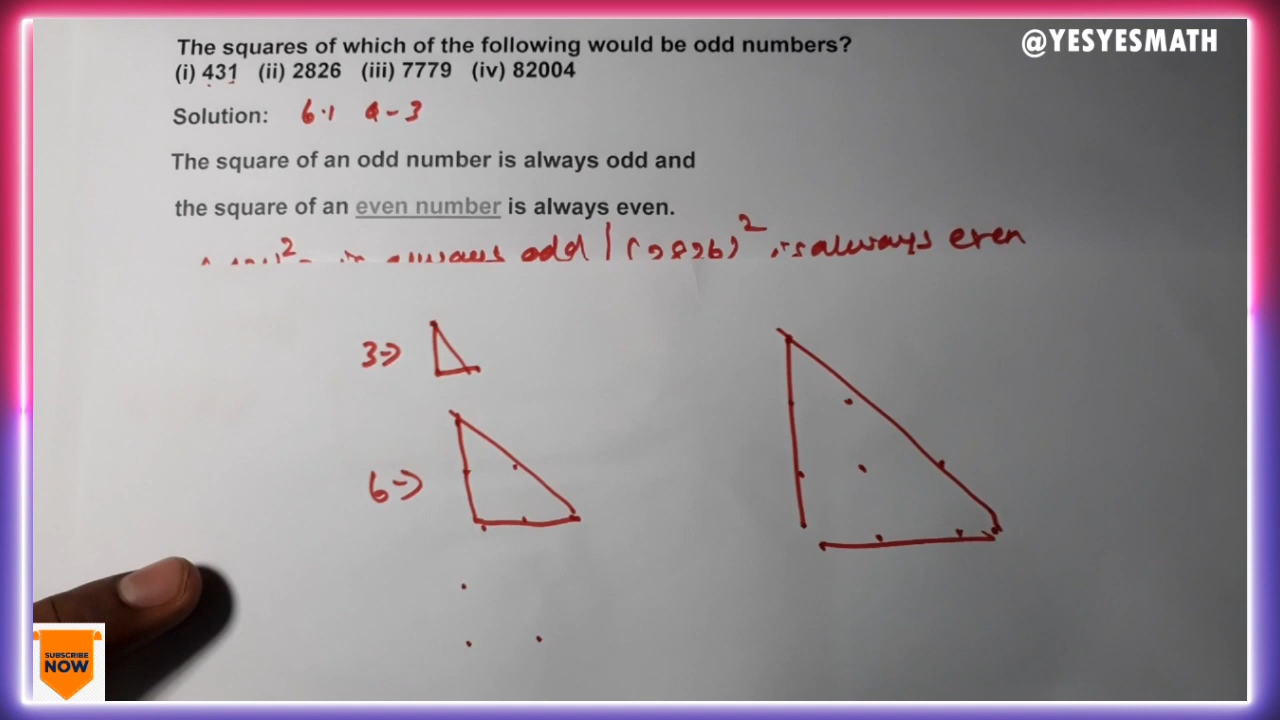 @YESYESMATH
The squares of which of the following would be odd numbers?
(i) 431 (ii) 2826 (iii) 7779 (iv) 82004
Solution: 6.1 Q-3
The square of an odd number is always odd and
the square of an even number is always even.
2 is always odd | (2826)² is always even
3->
6->
SUBSCRIBE
NOW